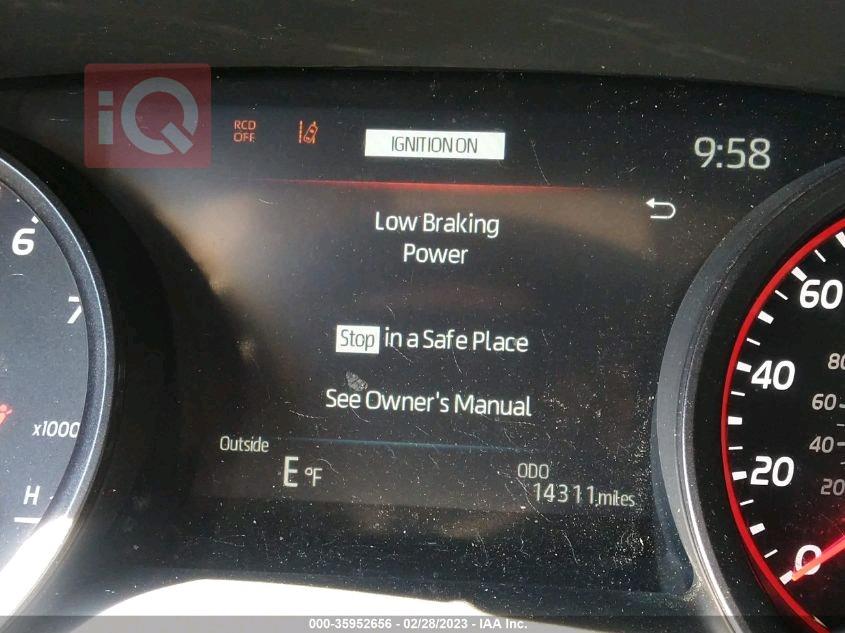 iQ
RCD
OFF
IGNITION ON
9:58
Low Braking
Power
Stop in a Safe Place
See Owner's Manual
Outside
E °F
ODO
14311 miles
6
7
x1000
H
60
40
20
0
80
60
40
20
000-35952656 - 02/28/2023 - IAA Inc.